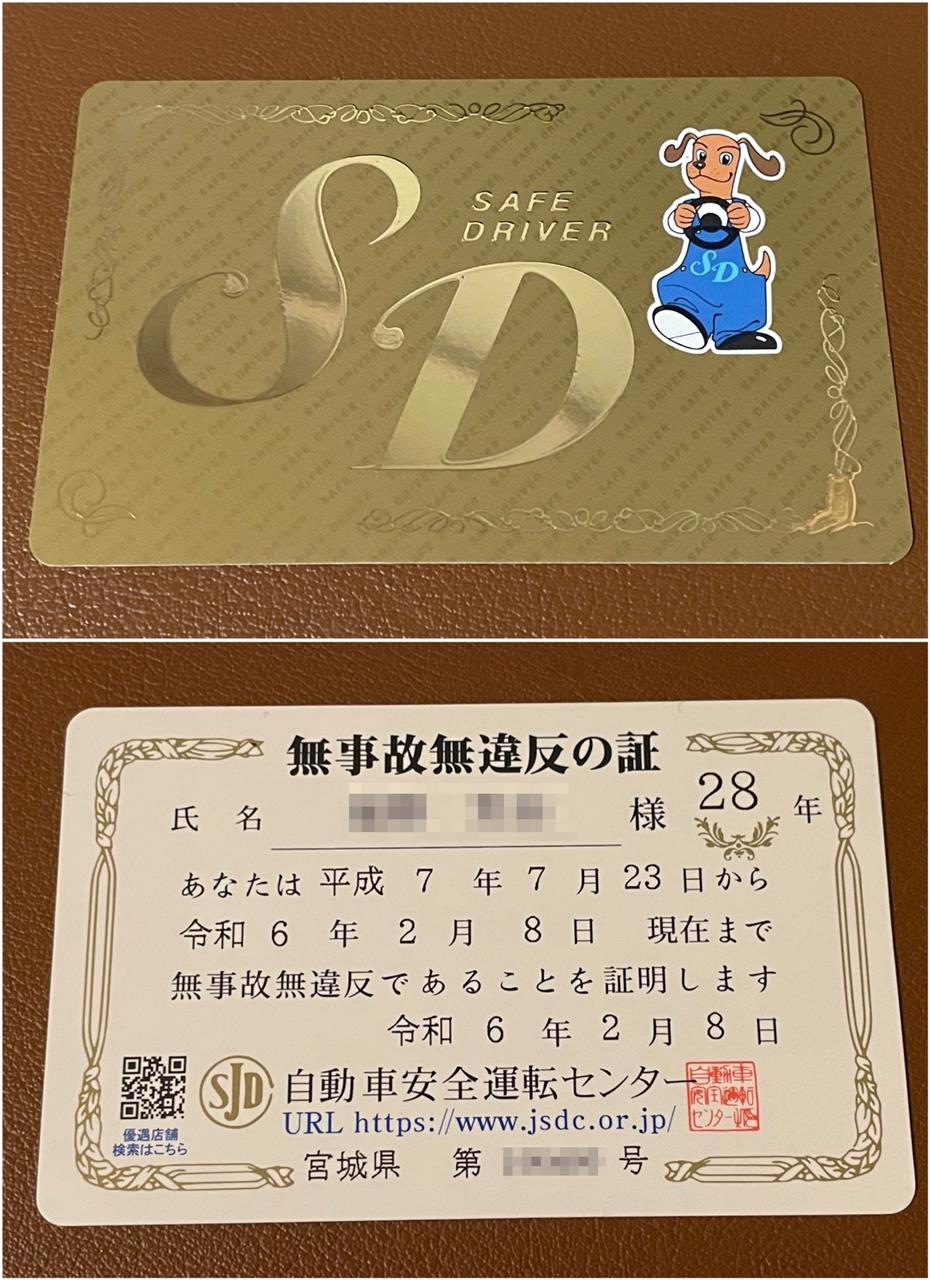 SD
SAFE
DRIVER
SD
無事故無違反の証
氏名 様 28年
あなたは 平成 7 年 7 月 23 日から
令和 6 年 2 月 8 日 現在まで
無事故無違反であることを証明します
令和 6 年 2 月 8 日
SJD 自動車安全運転センター
URL https://www.jsdc.or.jp/
優遇店舗
検索はこちら
宮城県 第 号